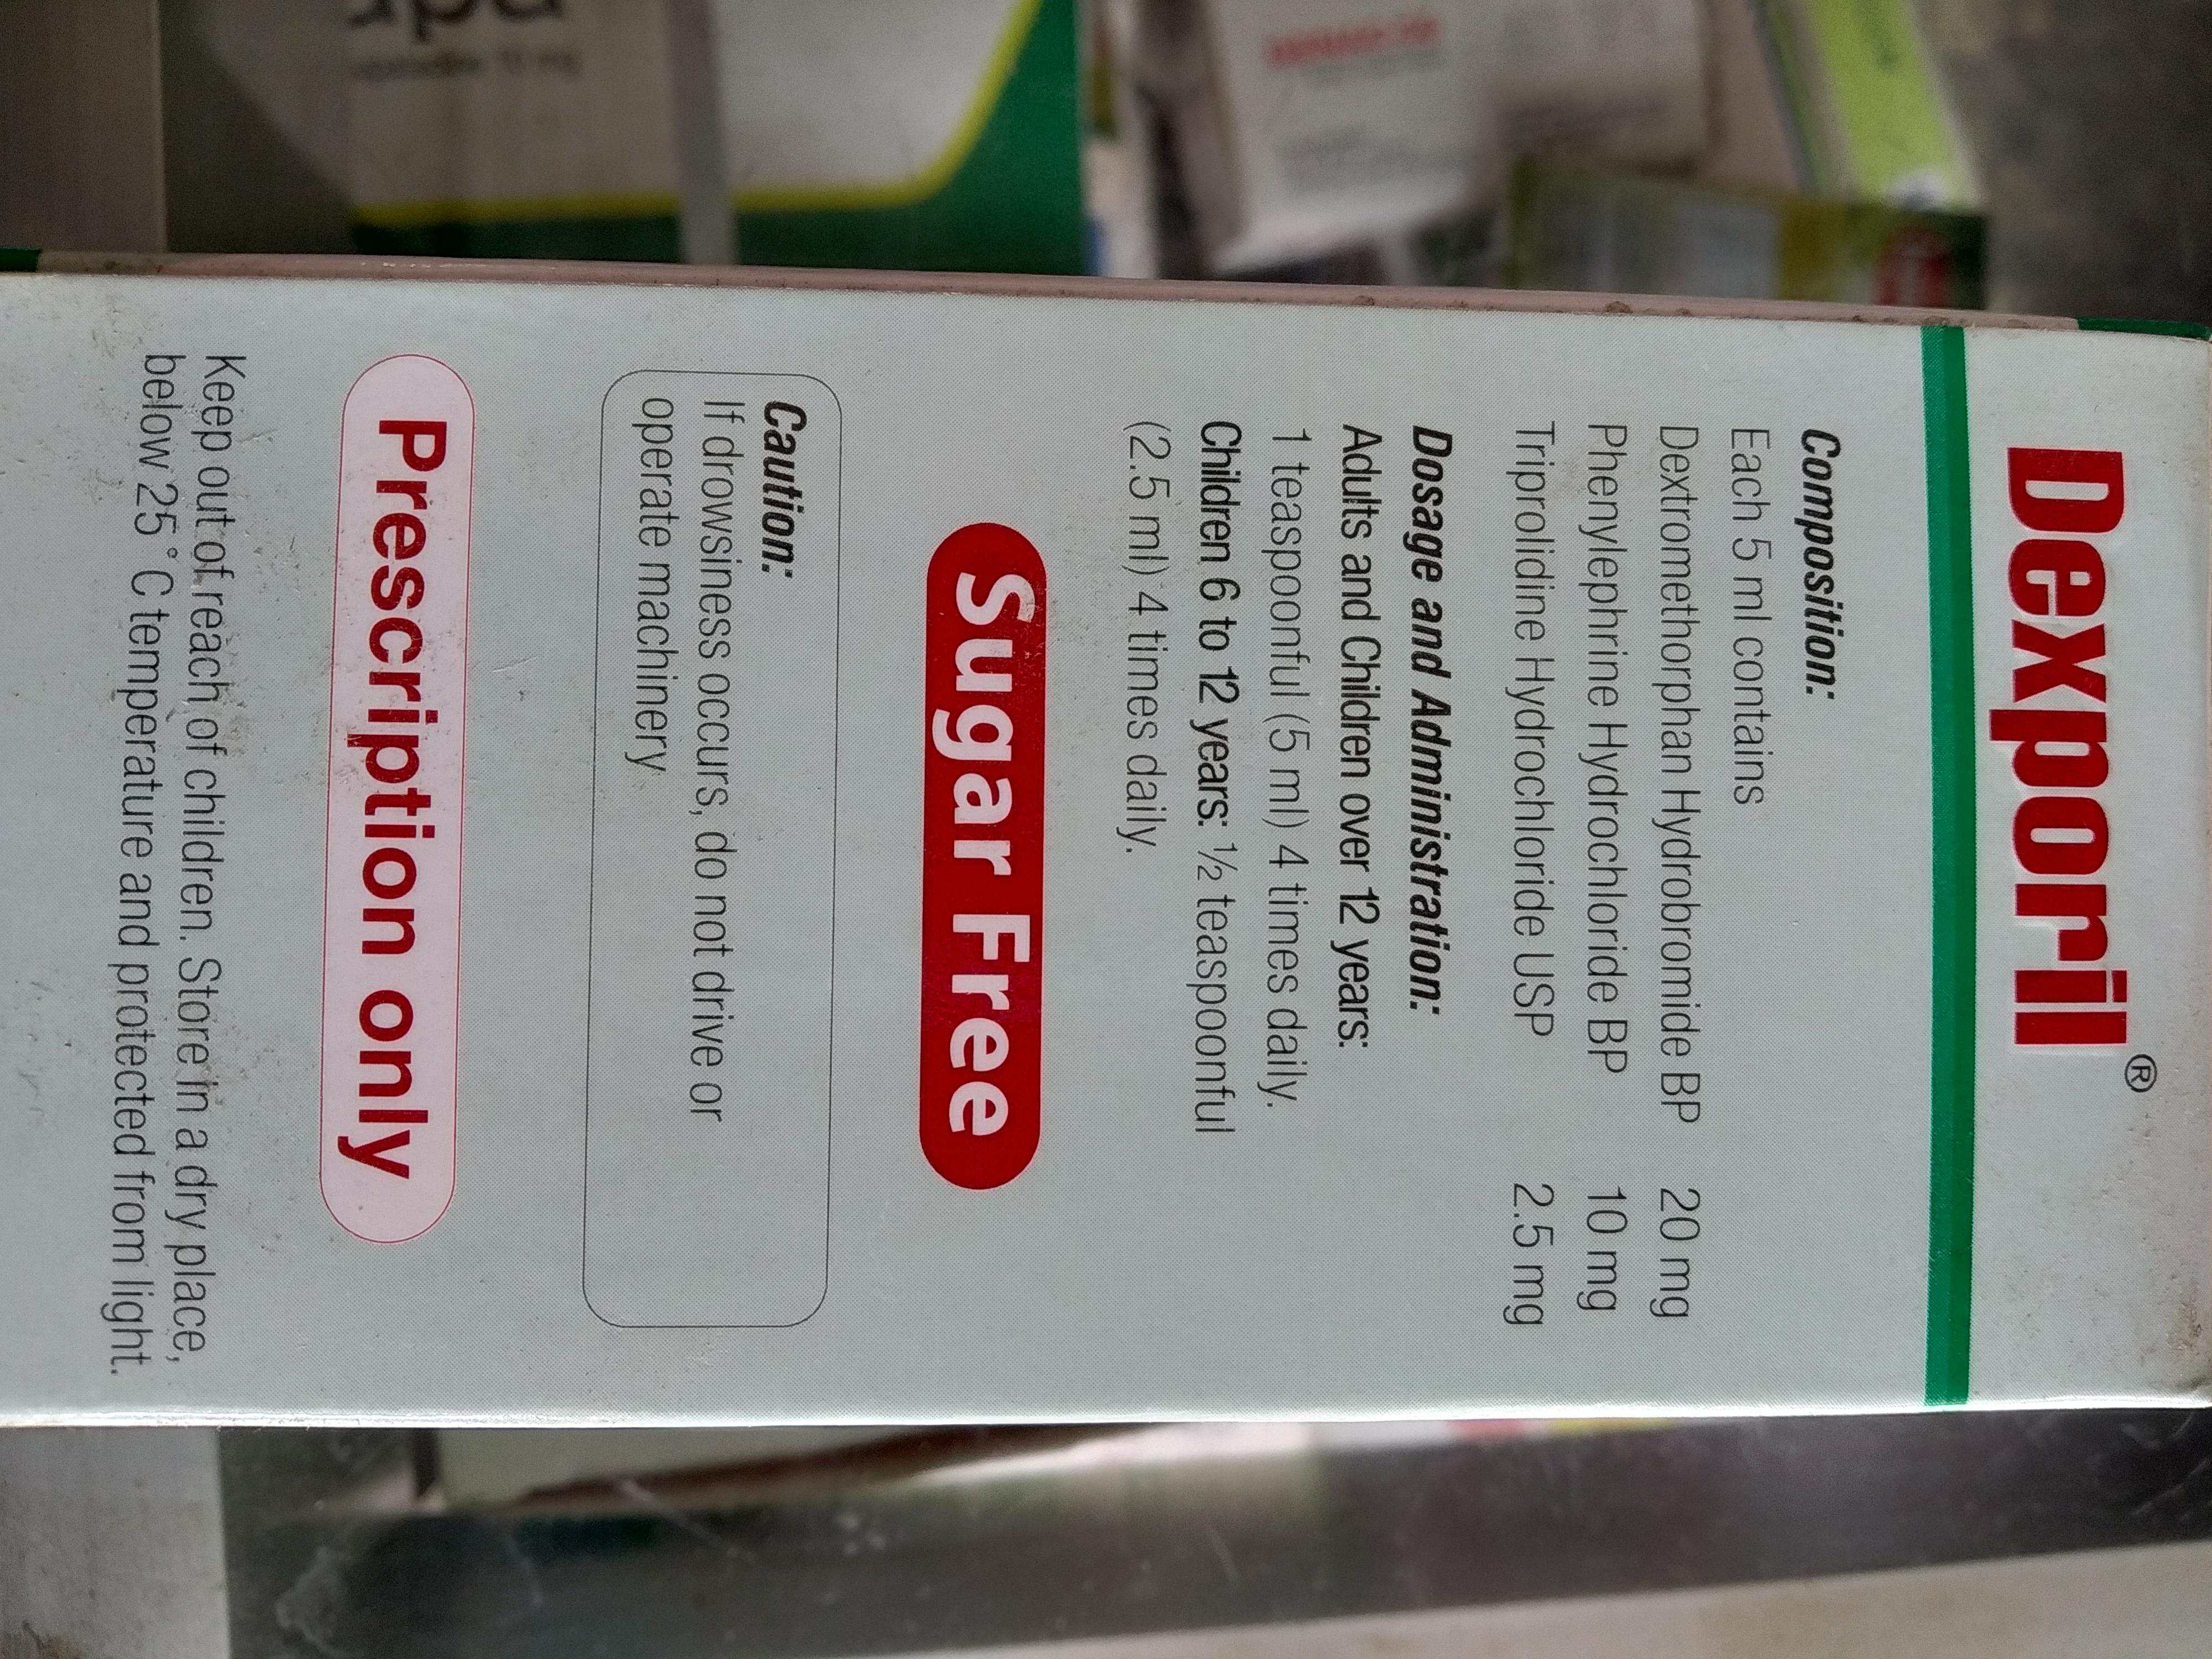 Dexporil®
Composition:
Each 5 ml contains
Dextromethorphan Hydrobromide BP 20 mg
Phenylephrine Hydrochloride BP 10 mg
Triprolidine Hydrochloride USP 2.5 mg
Dosage and Administration:
Adults and Children over 12 years:
1 teaspoonful (5 ml) 4 times daily.
Children 6 to 12 years: ½ teaspoonful
(2.5 ml) 4 times daily.
Sugar Free
Caution:
If drowsiness occurs, do not drive or
operate machinery
Prescription only
Keep out of reach of children. Store in a dry place,
below 25°C temperature and protected from light.